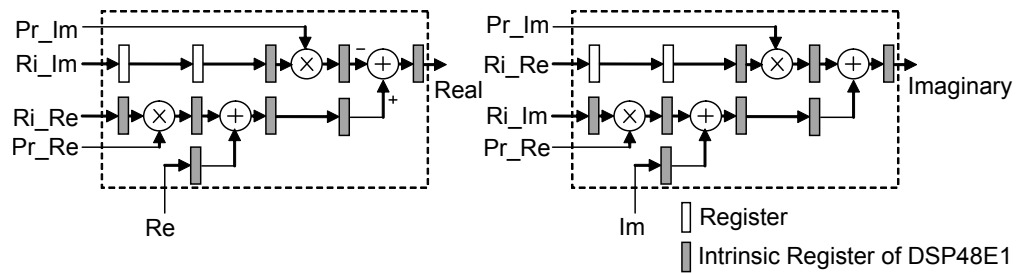 Pr_Im
Ri_Im
Ri_Re
Pr_Re
Re
× − + × + +
Real
Pr_Im
Ri_Re
Ri_Im
Pr_Re
Im
× + × +
Imaginary
Register
Intrinsic Register of DSP48E1